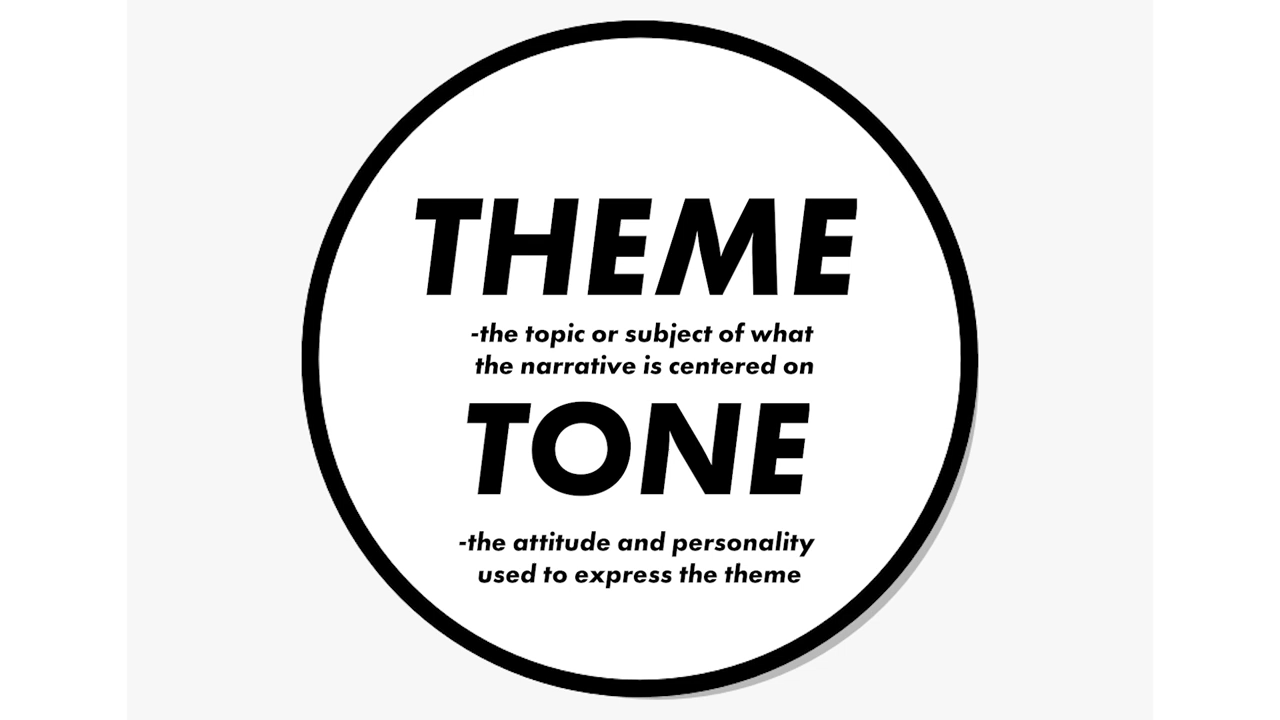 THEME
-the topic or subject of what
the narrative is centered on
TONE
-the attitude and personality
used to express the theme